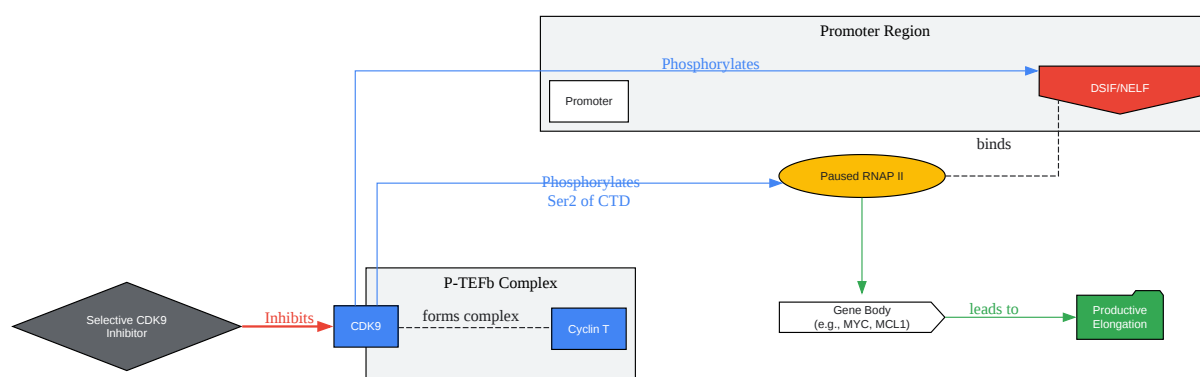 Promoter Region
Phosphorylates
DSIF/NELF
Promoter
binds
Paused RNAP II
Phosphorylates
Ser2 of CTD
P-TEFb Complex
Selective CDK9
Inhibitor
Inhibits
CDK9
forms complex
Cyclin T
Gene Body
(e.g., MYC, MCL1)
leads to
Productive
Elongation